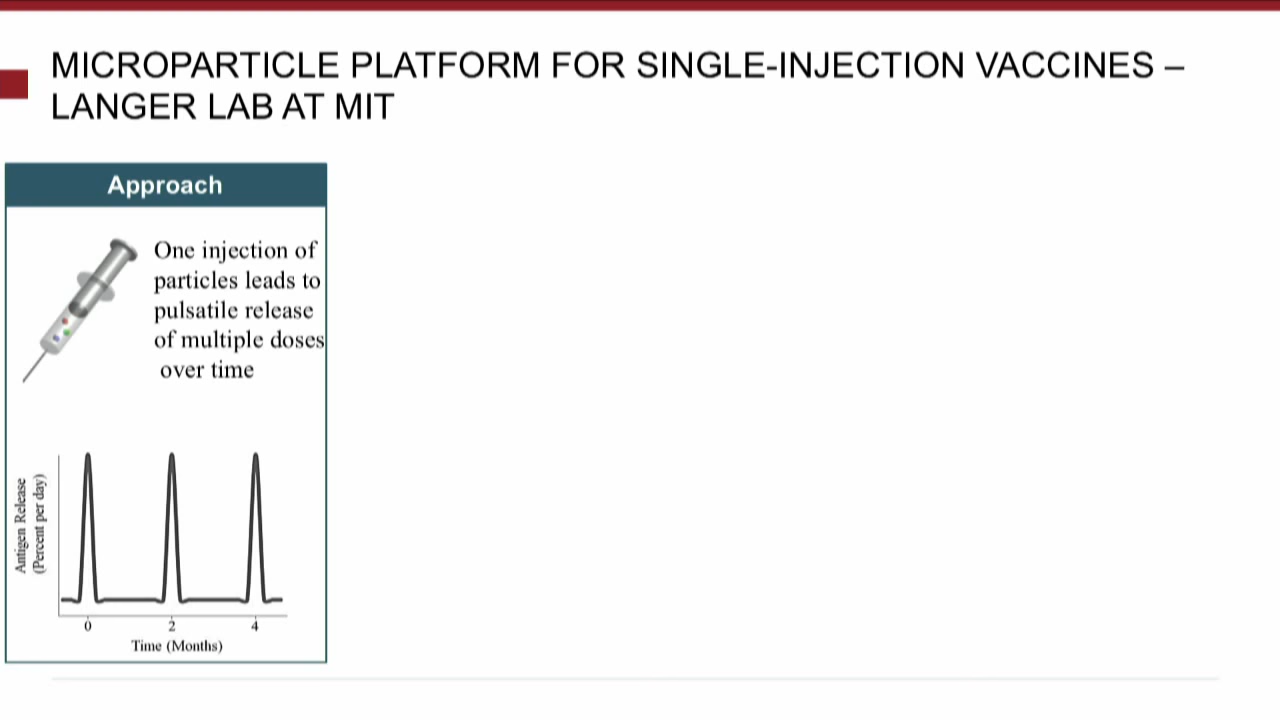 MICROPARTICLE PLATFORM FOR SINGLE-INJECTION VACCINES –
LANGER LAB AT MIT
Approach
One injection of
particles leads to
pulsatile release
of multiple doses
over time
Antigen Release
(Percent per day)
0 2 4
Time (Months)